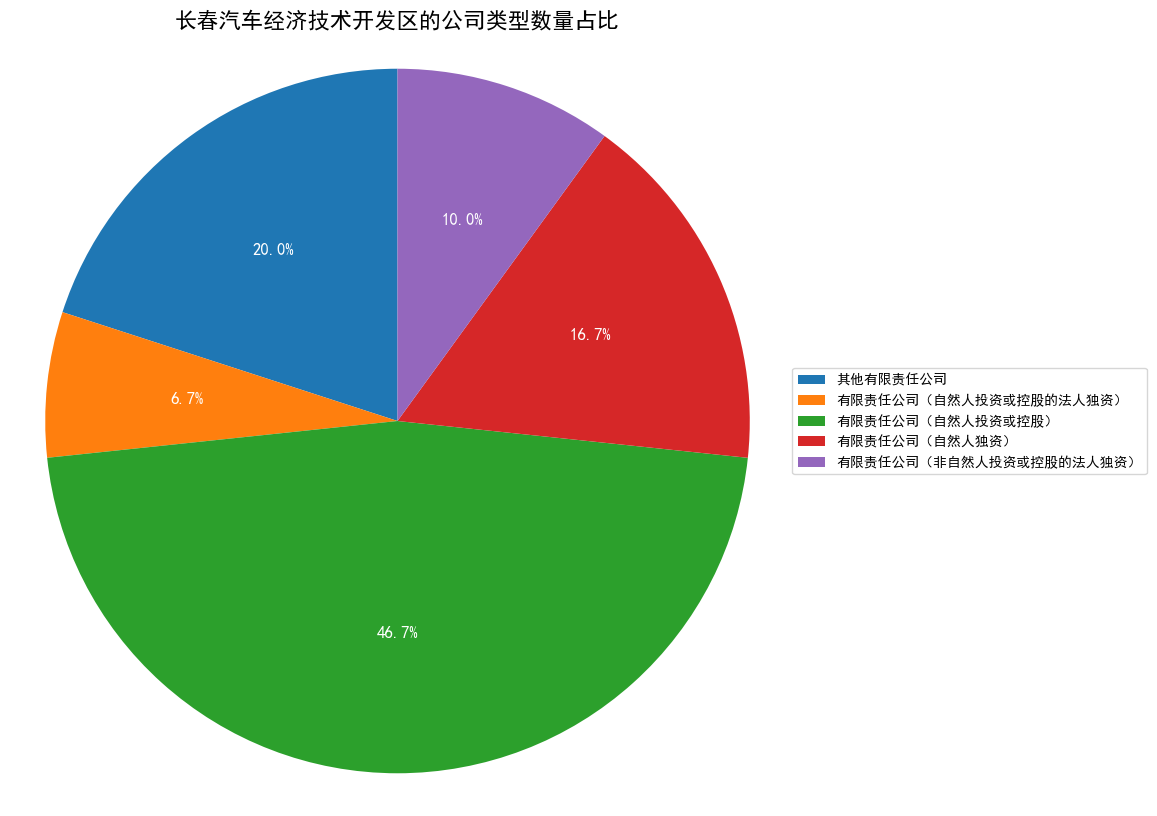 长春汽车经济技术开发区的公司类型数量占比
10.0%
20.0%
16.7%
6.7%
46.7%
其他有限责任公司
有限责任公司（自然人投资或控股的法人独资）
有限责任公司（自然人投资或控股）
有限责任公司（自然人独资）
有限责任公司（非自然人投资或控股的法人独资）